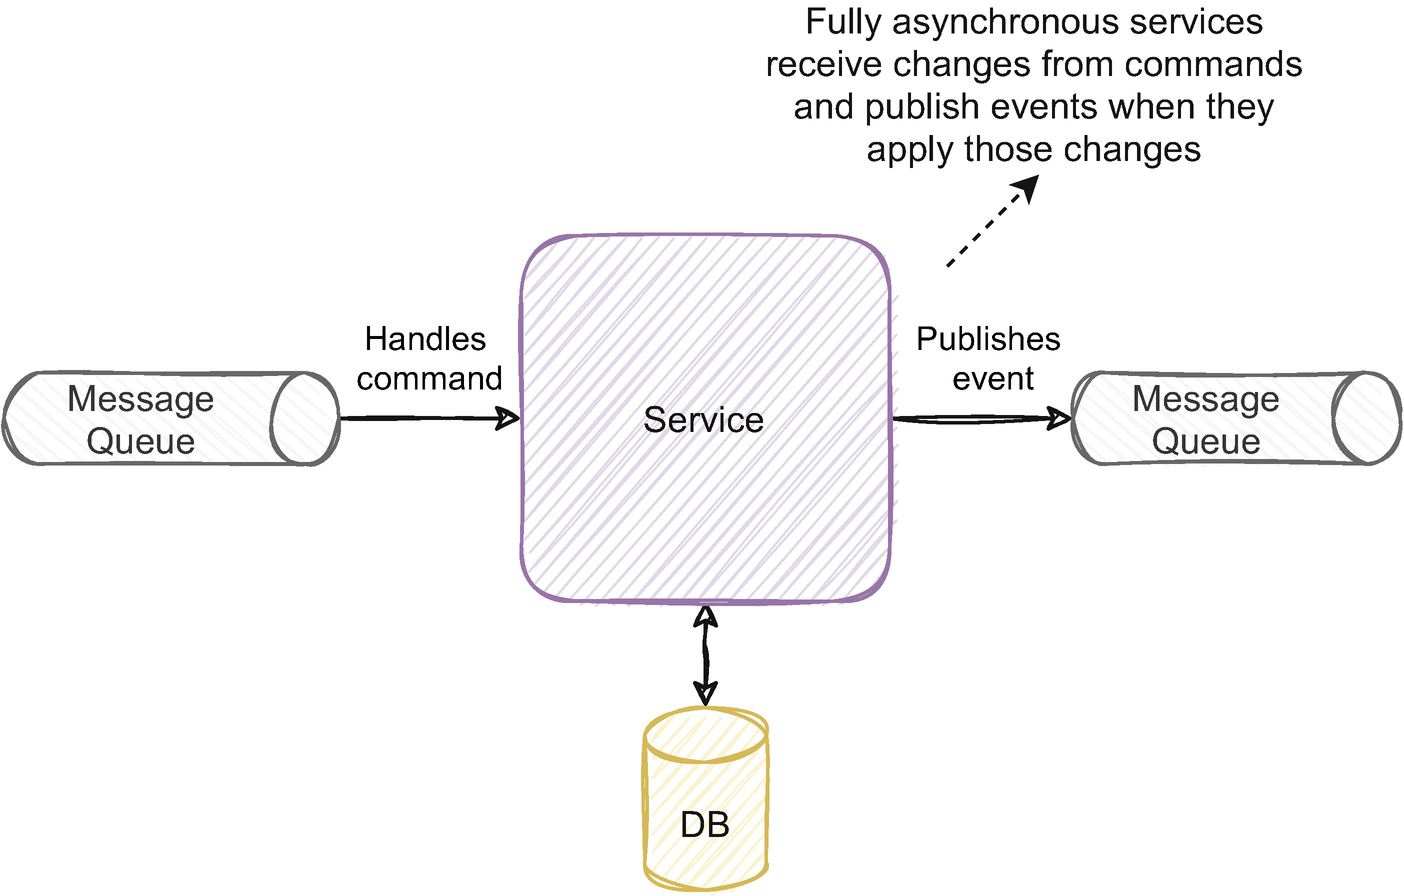 Fully asynchronous services
receive changes from commands
and publish events when they
apply those changes
Handles
command
Publishes
event
Message
Queue
Service
Message
Queue
DB